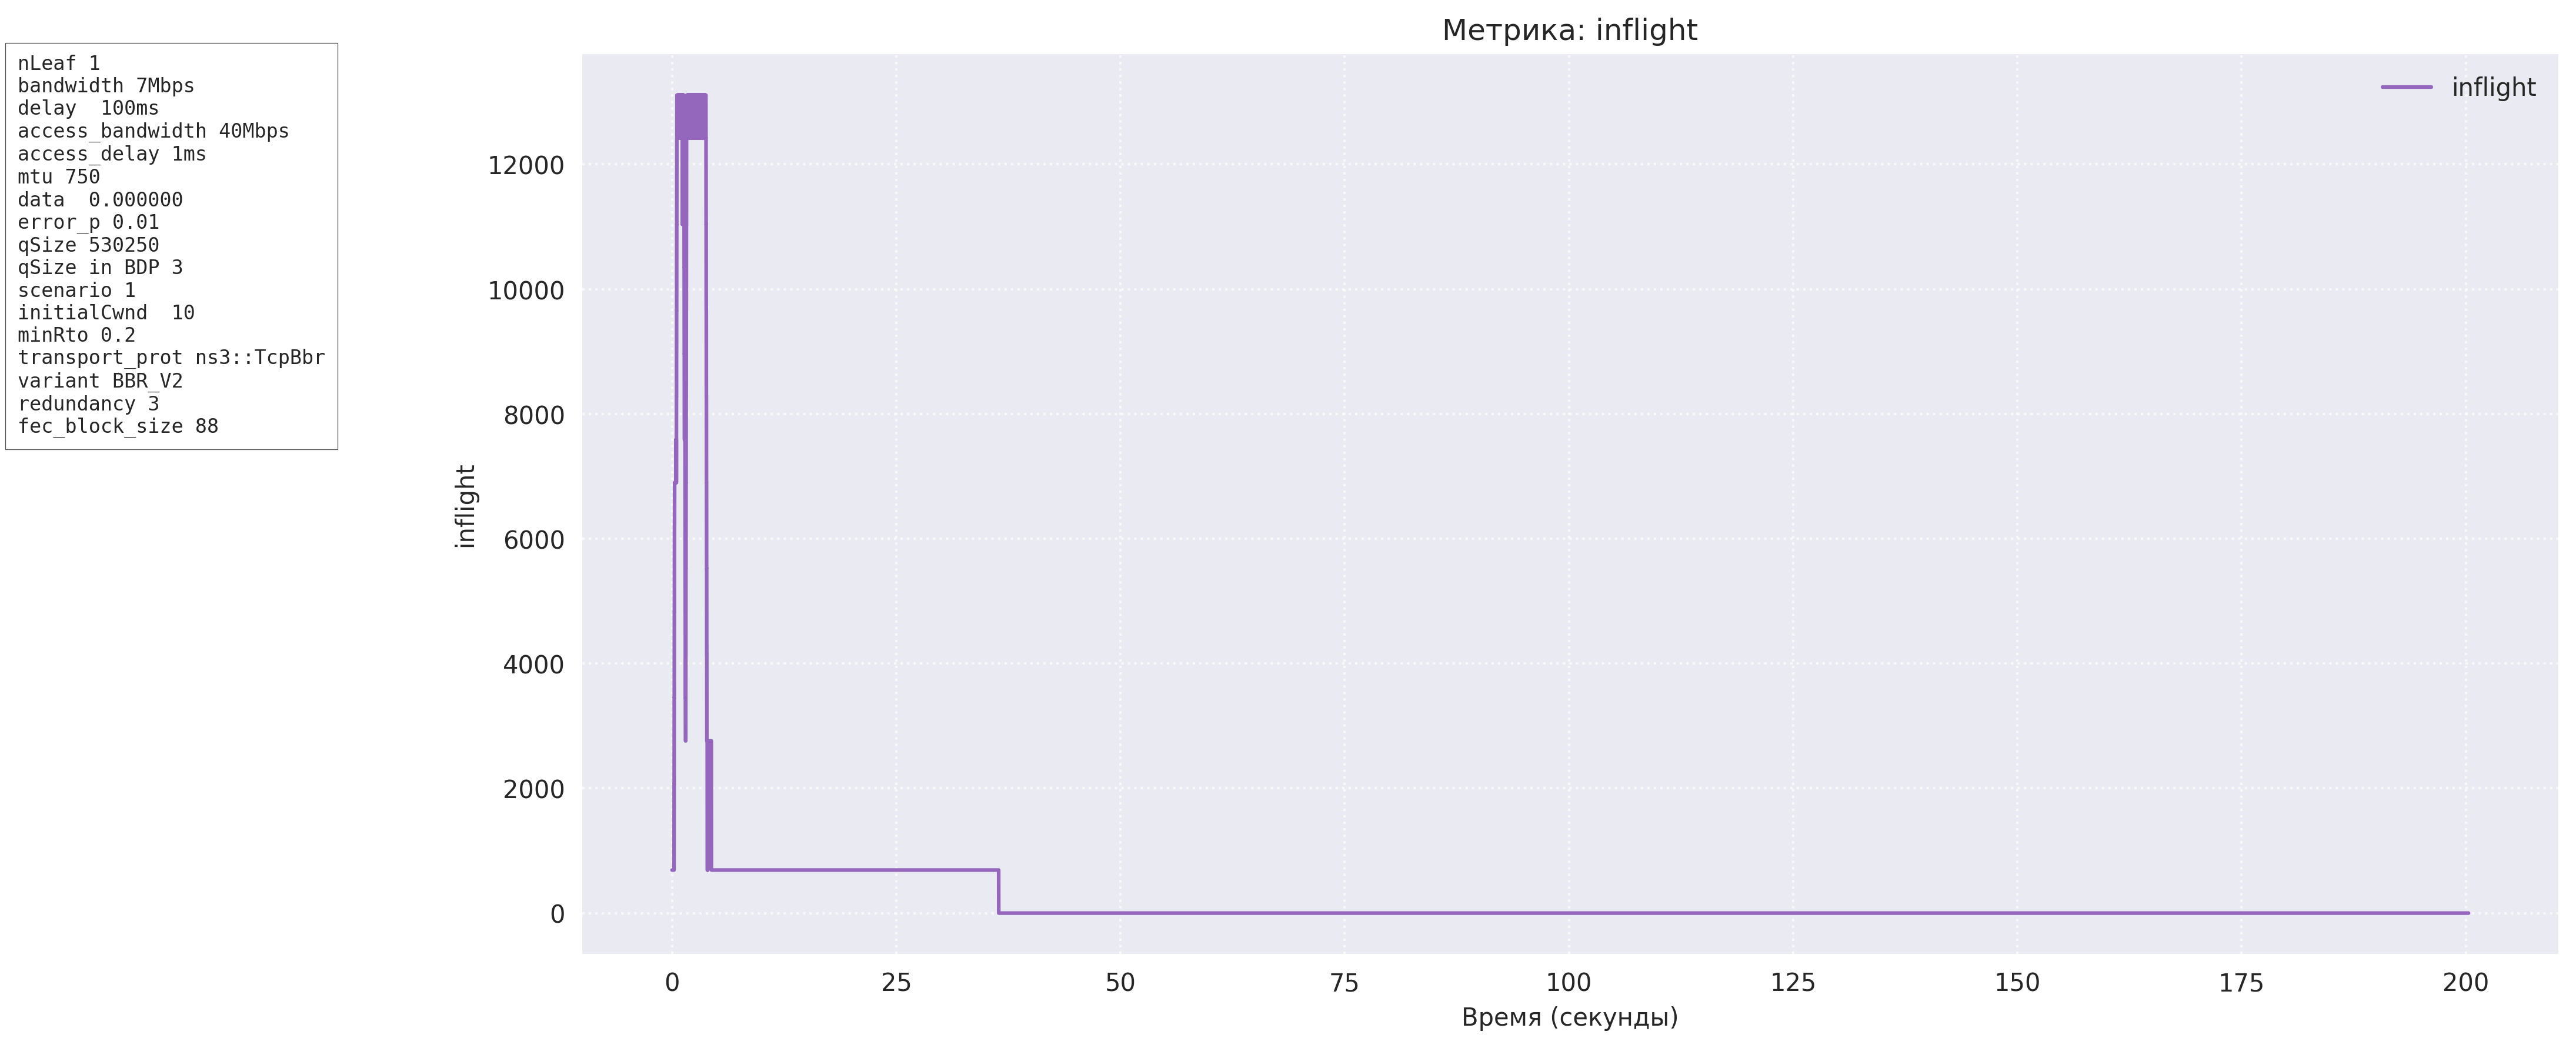 Метрика: inflight
nLeaf 1
bandwidth 7Mbps
delay  100ms
access_bandwidth 40Mbps
access_delay 1ms
mtu 750
data  0.000000
error_p 0.01
qSize 530250
qSize in BDP 3
scenario 1
initialCwnd  10
minRto 0.2
transport_prot ns3::TcpBbr
variant BBR_V2
redundancy 3
fec_block_size 88
inflight
inflight
12000
10000
8000
6000
4000
2000
0
0 25 50 75 100 125 150 175 200
Время (секунды)